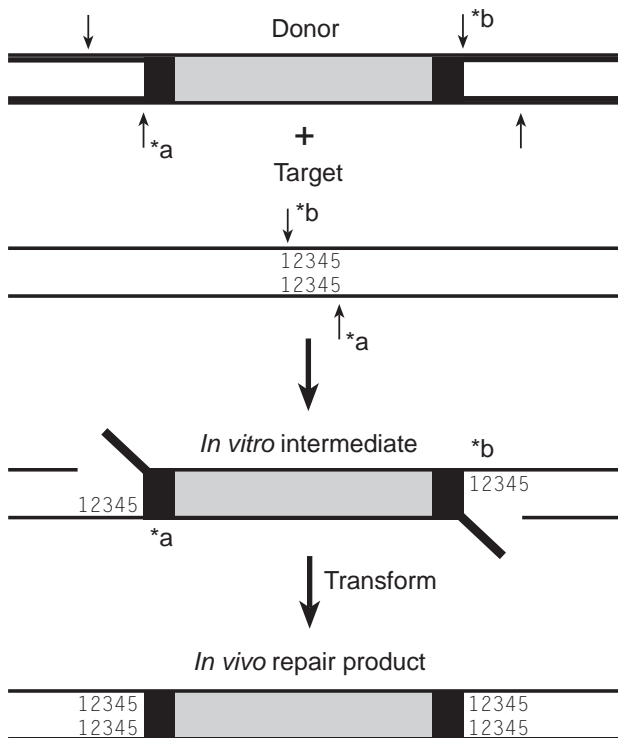 Donor
*b
*a
+
Target
*b
12345
12345
*a
In vitro intermediate
*b
12345
12345
*a
Transform
In vivo repair product
12345 12345
12345 12345